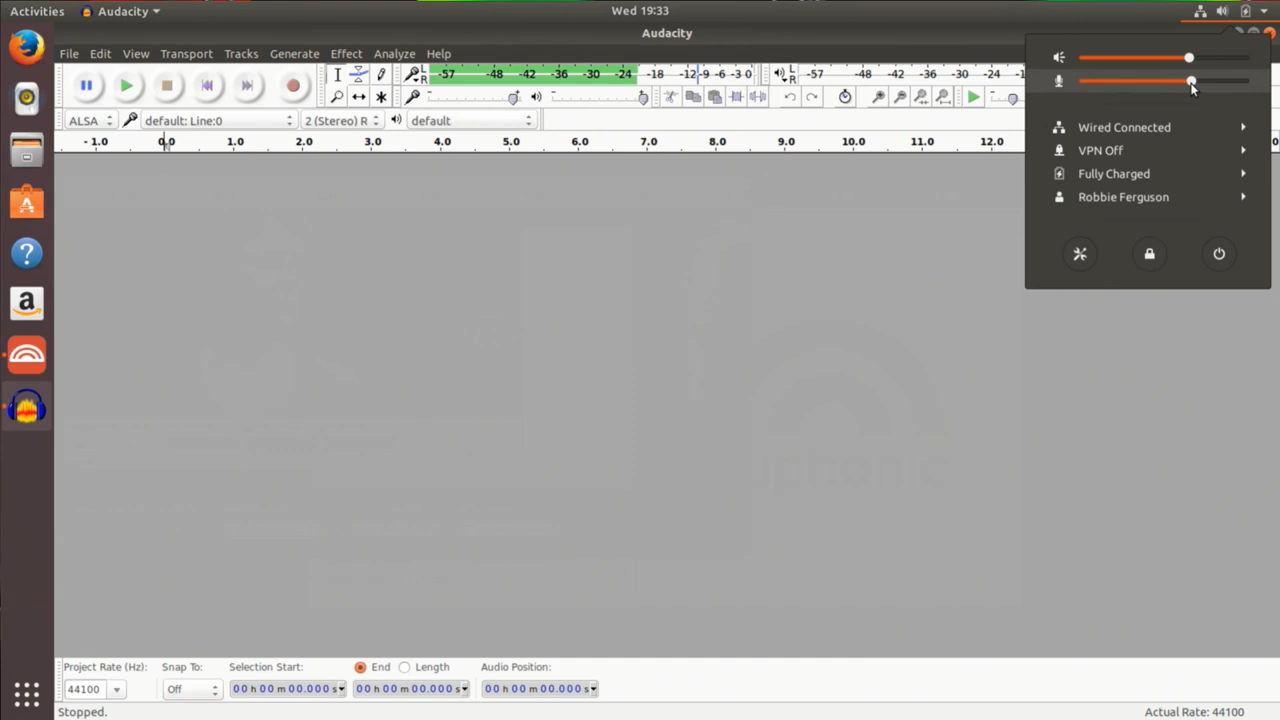 Activities Audacity Wed 19:33
Audacity
File Edit View Transport Tracks Generate Effect Analyze Help
L R -57 -48 -42 -36 -30 -24 -18 -12 -9 -6 -3 0 L R -57 -48 -42 -36 -30 -24 -18 -1
ALSA default: Line:0 2 (Stereo) R default
- 1.0 0.0 1.0 2.0 3.0 4.0 5.0 6.0 7.0 8.0 9.0 10.0 11.0 12.0
Wired Connected
VPN Off
Fully Charged
Robbie Ferguson
uphonic
Project Rate (Hz): Snap To: Selection Start: End Length Audio Position:
44100 Off 00 h 00 m 00.000 s 00 h 00 m 00.000 s 00 h 00 m 00.000 s
Stopped. Actual Rate: 44100